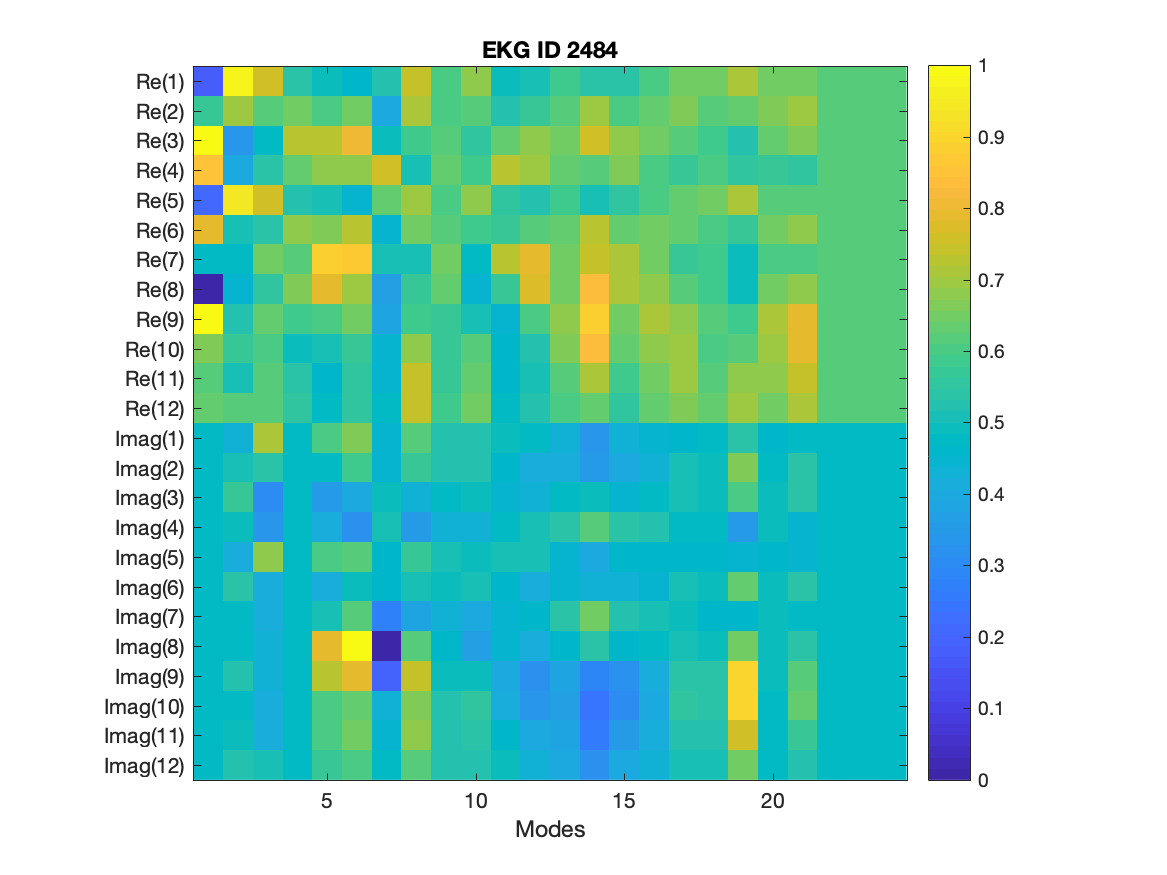 EKG ID 2484
Re(1)
Re(2)
Re(3)
Re(4)
Re(5)
Re(6)
Re(7)
Re(8)
Re(9)
Re(10)
Re(11)
Re(12)
Imag(1)
Imag(2)
Imag(3)
Imag(4)
Imag(5)
Imag(6)
Imag(7)
Imag(8)
Imag(9)
Imag(10)
Imag(11)
Imag(12)
5 10 15 20
Modes
1
0.9
0.8
0.7
0.6
0.5
0.4
0.3
0.2
0.1
0